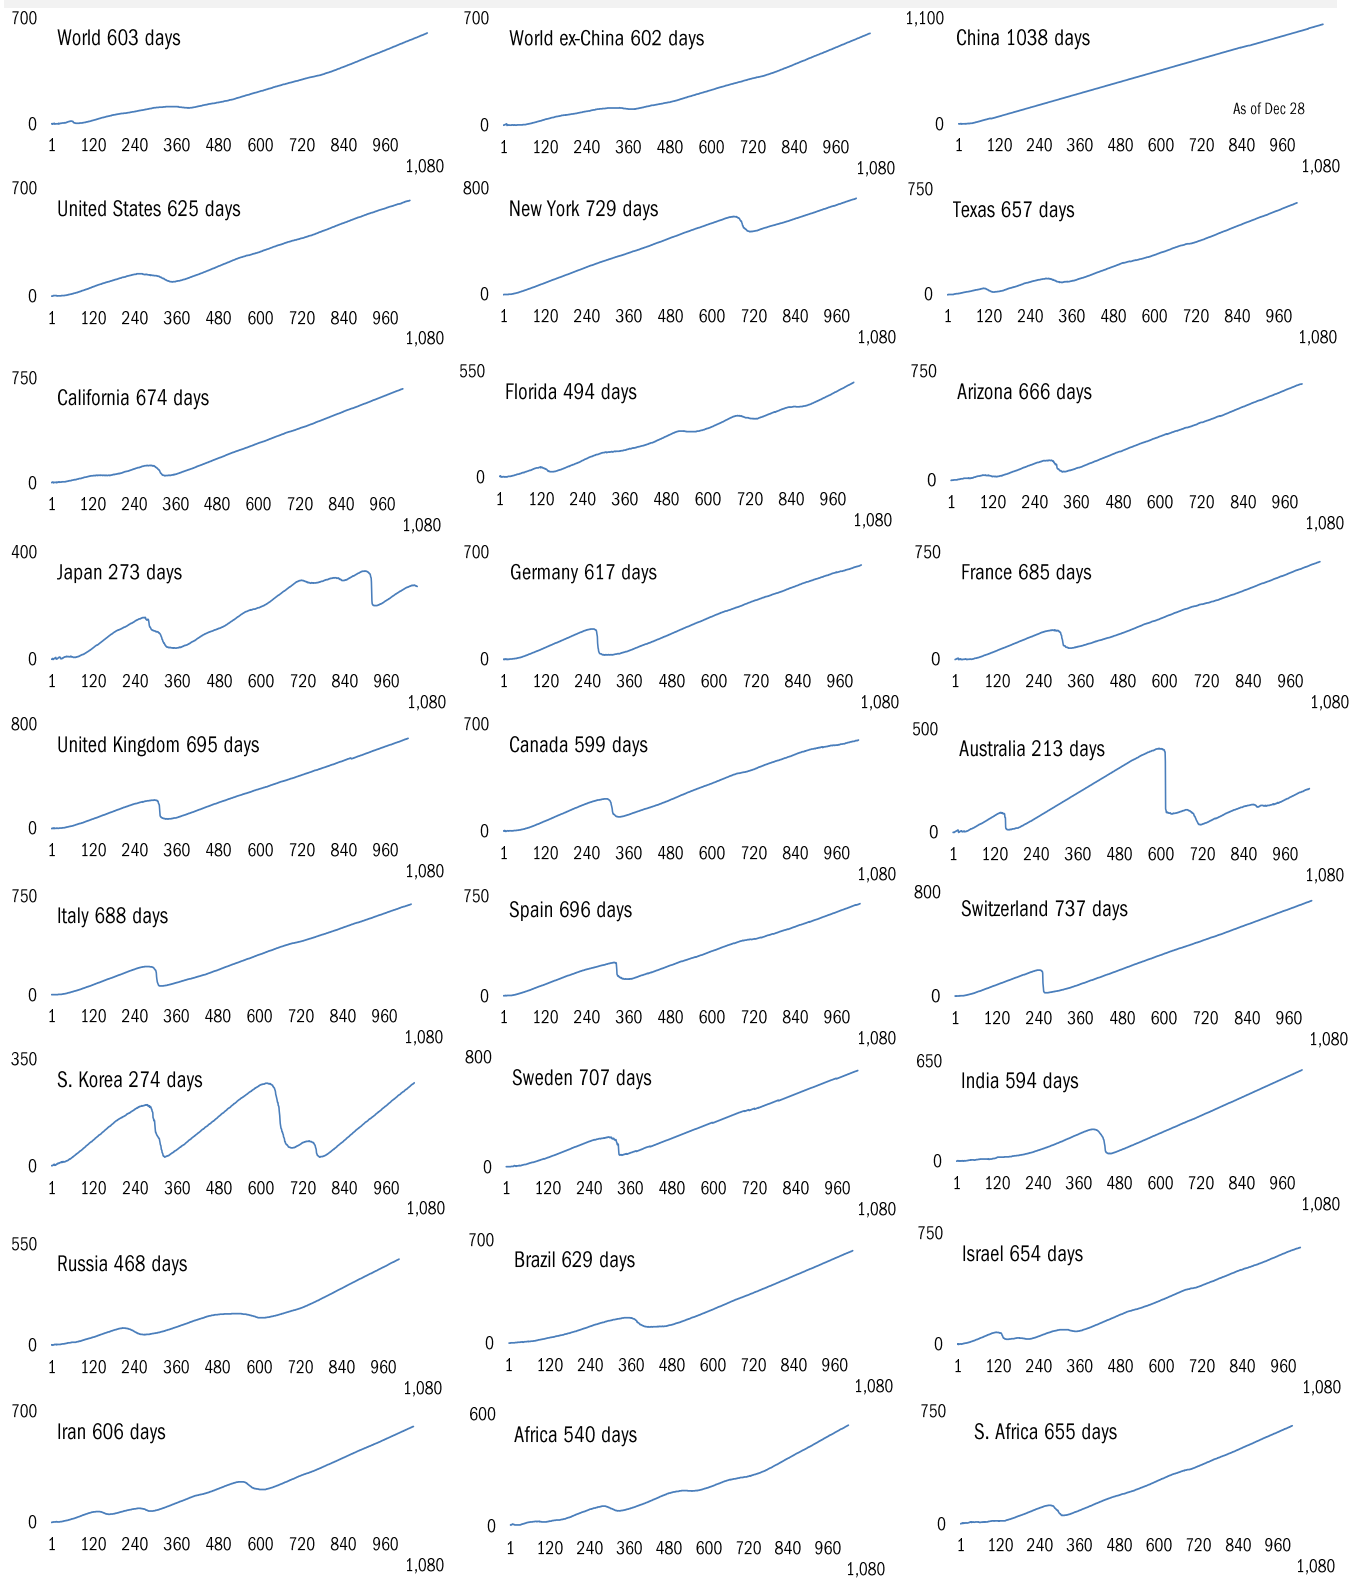 700
World 603 days
0
1 120 240 360 480 600 720 840 960
1,080
700
World ex-China 602 days
0
1 120 240 360 480 600 720 840 960
1,080
1,100
China 1038 days
As of Dec 28
0
1 120 240 360 480 600 720 840 960
1,080
700
United States 625 days
0
1 120 240 360 480 600 720 840 960
1,080
800
New York 729 days
0
1 120 240 360 480 600 720 840 960
1,080
750
Texas 657 days
0
1 120 240 360 480 600 720 840 960
1,080
750
California 674 days
0
1 120 240 360 480 600 720 840 960
1,080
550
Florida 494 days
0
1 120 240 360 480 600 720 840 960
1,080
750
Arizona 666 days
0
1 120 240 360 480 600 720 840 960
1,080
400
Japan 273 days
0
1 120 240 360 480 600 720 840 960
1,080
700
Germany 617 days
0
1 120 240 360 480 600 720 840 960
1,080
750
France 685 days
0
1 120 240 360 480 600 720 840 960
1,080
800
United Kingdom 695 days
0
1 120 240 360 480 600 720 840 960
1,080
700
Canada 599 days
0
1 120 240 360 480 600 720 840 960
1,080
500
Australia 213 days
0
1 120 240 360 480 600 720 840 960
1,080
750
Italy 688 days
0
1 120 240 360 480 600 720 840 960
1,080
750
Spain 696 days
0
1 120 240 360 480 600 720 840 960
1,080
800
Switzerland 737 days
0
1 120 240 360 480 600 720 840 960
1,080
350
S. Korea 274 days
0
1 120 240 360 480 600 720 840 960
1,080
800
Sweden 707 days
0
1 120 240 360 480 600 720 840 960
1,080
650
India 594 days
0
1 120 240 360 480 600 720 840 960
1,080
550
Russia 468 days
0
1 120 240 360 480 600 720 840 960
1,080
700
Brazil 629 days
0
1 120 240 360 480 600 720 840 960
1,080
750
Israel 654 days
0
1 120 240 360 480 600 720 840 960
1,080
700
Iran 606 days
0
1 120 240 360 480 600 720 840 960
1,080
600
Africa 540 days
0
1 120 240 360 480 600 720 840 960
1,080
750
S. Africa 655 days
0
1 120 240 360 480 600 720 840 960
1,080